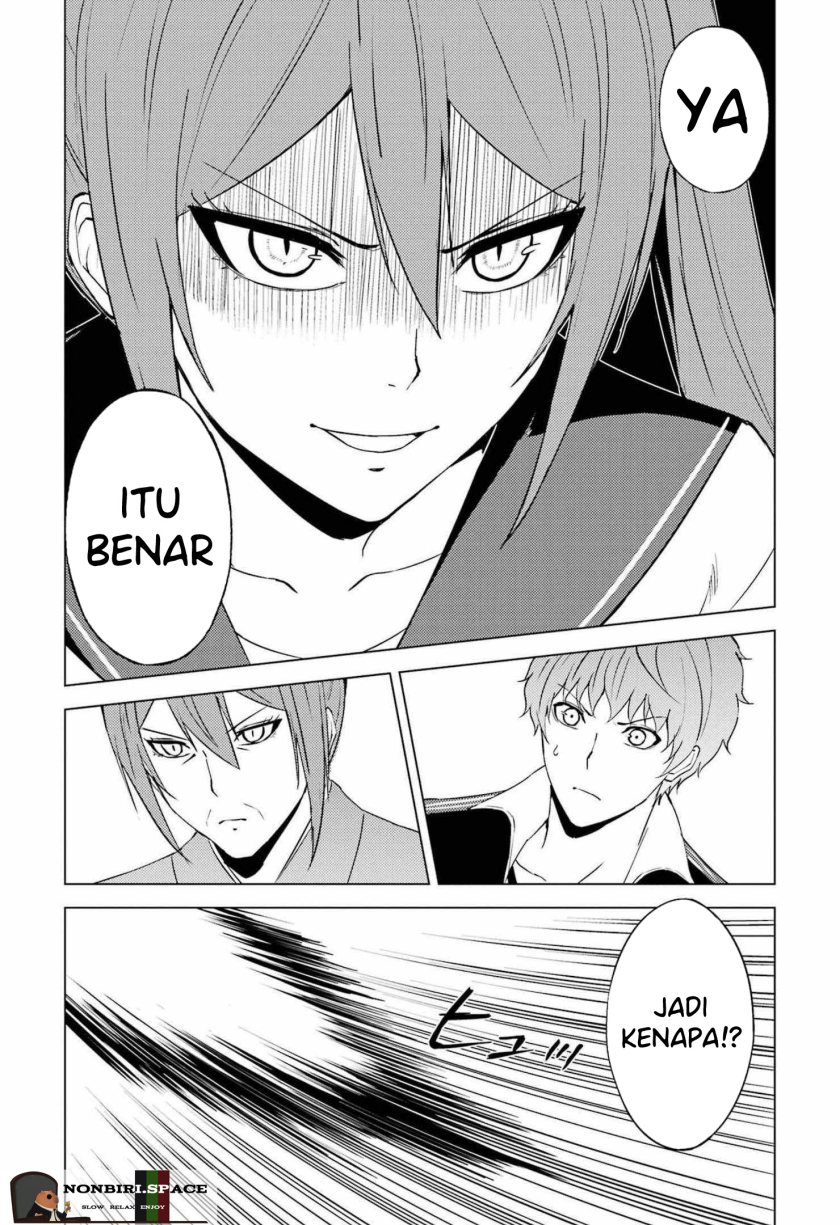 YA
ITU
BENAR
JADI
KENAPA!?
ヒュッ
NONBIRI.SPACE
SLOW RELAX ENJOY